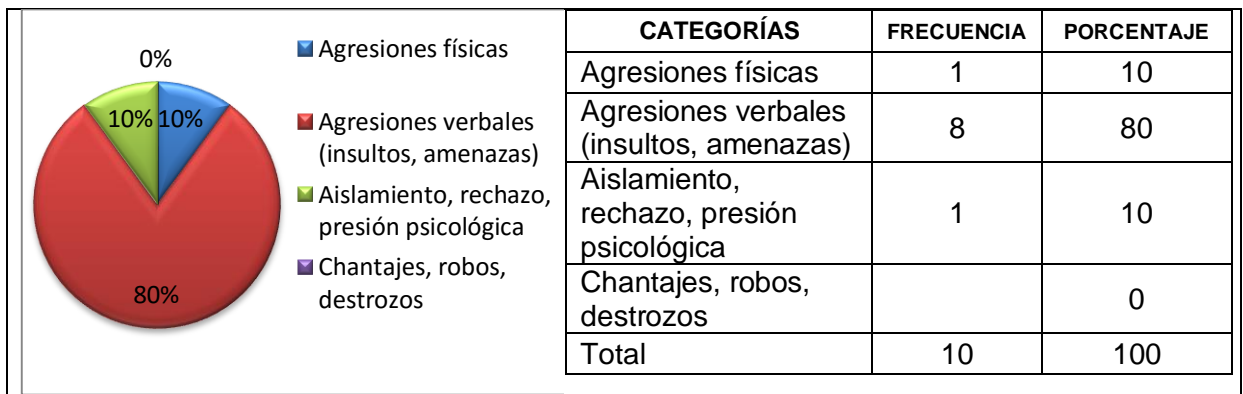 0%
10%
10%
80%
Agresiones físicas
Agresiones verbales
(insultos, amenazas)
Aislamiento, rechazo,
presión psicológica
Chantajes, robos,
destrozos
CATEGORÍAS FRECUENCIA PORCENTAJE
Agresiones físicas 1 10
Agresiones verbales
(insultos, amenazas) 8 80
Aislamiento,
rechazo, presión
psicológica 1 10
Chantajes, robos,
destrozos 0
Total 10 100